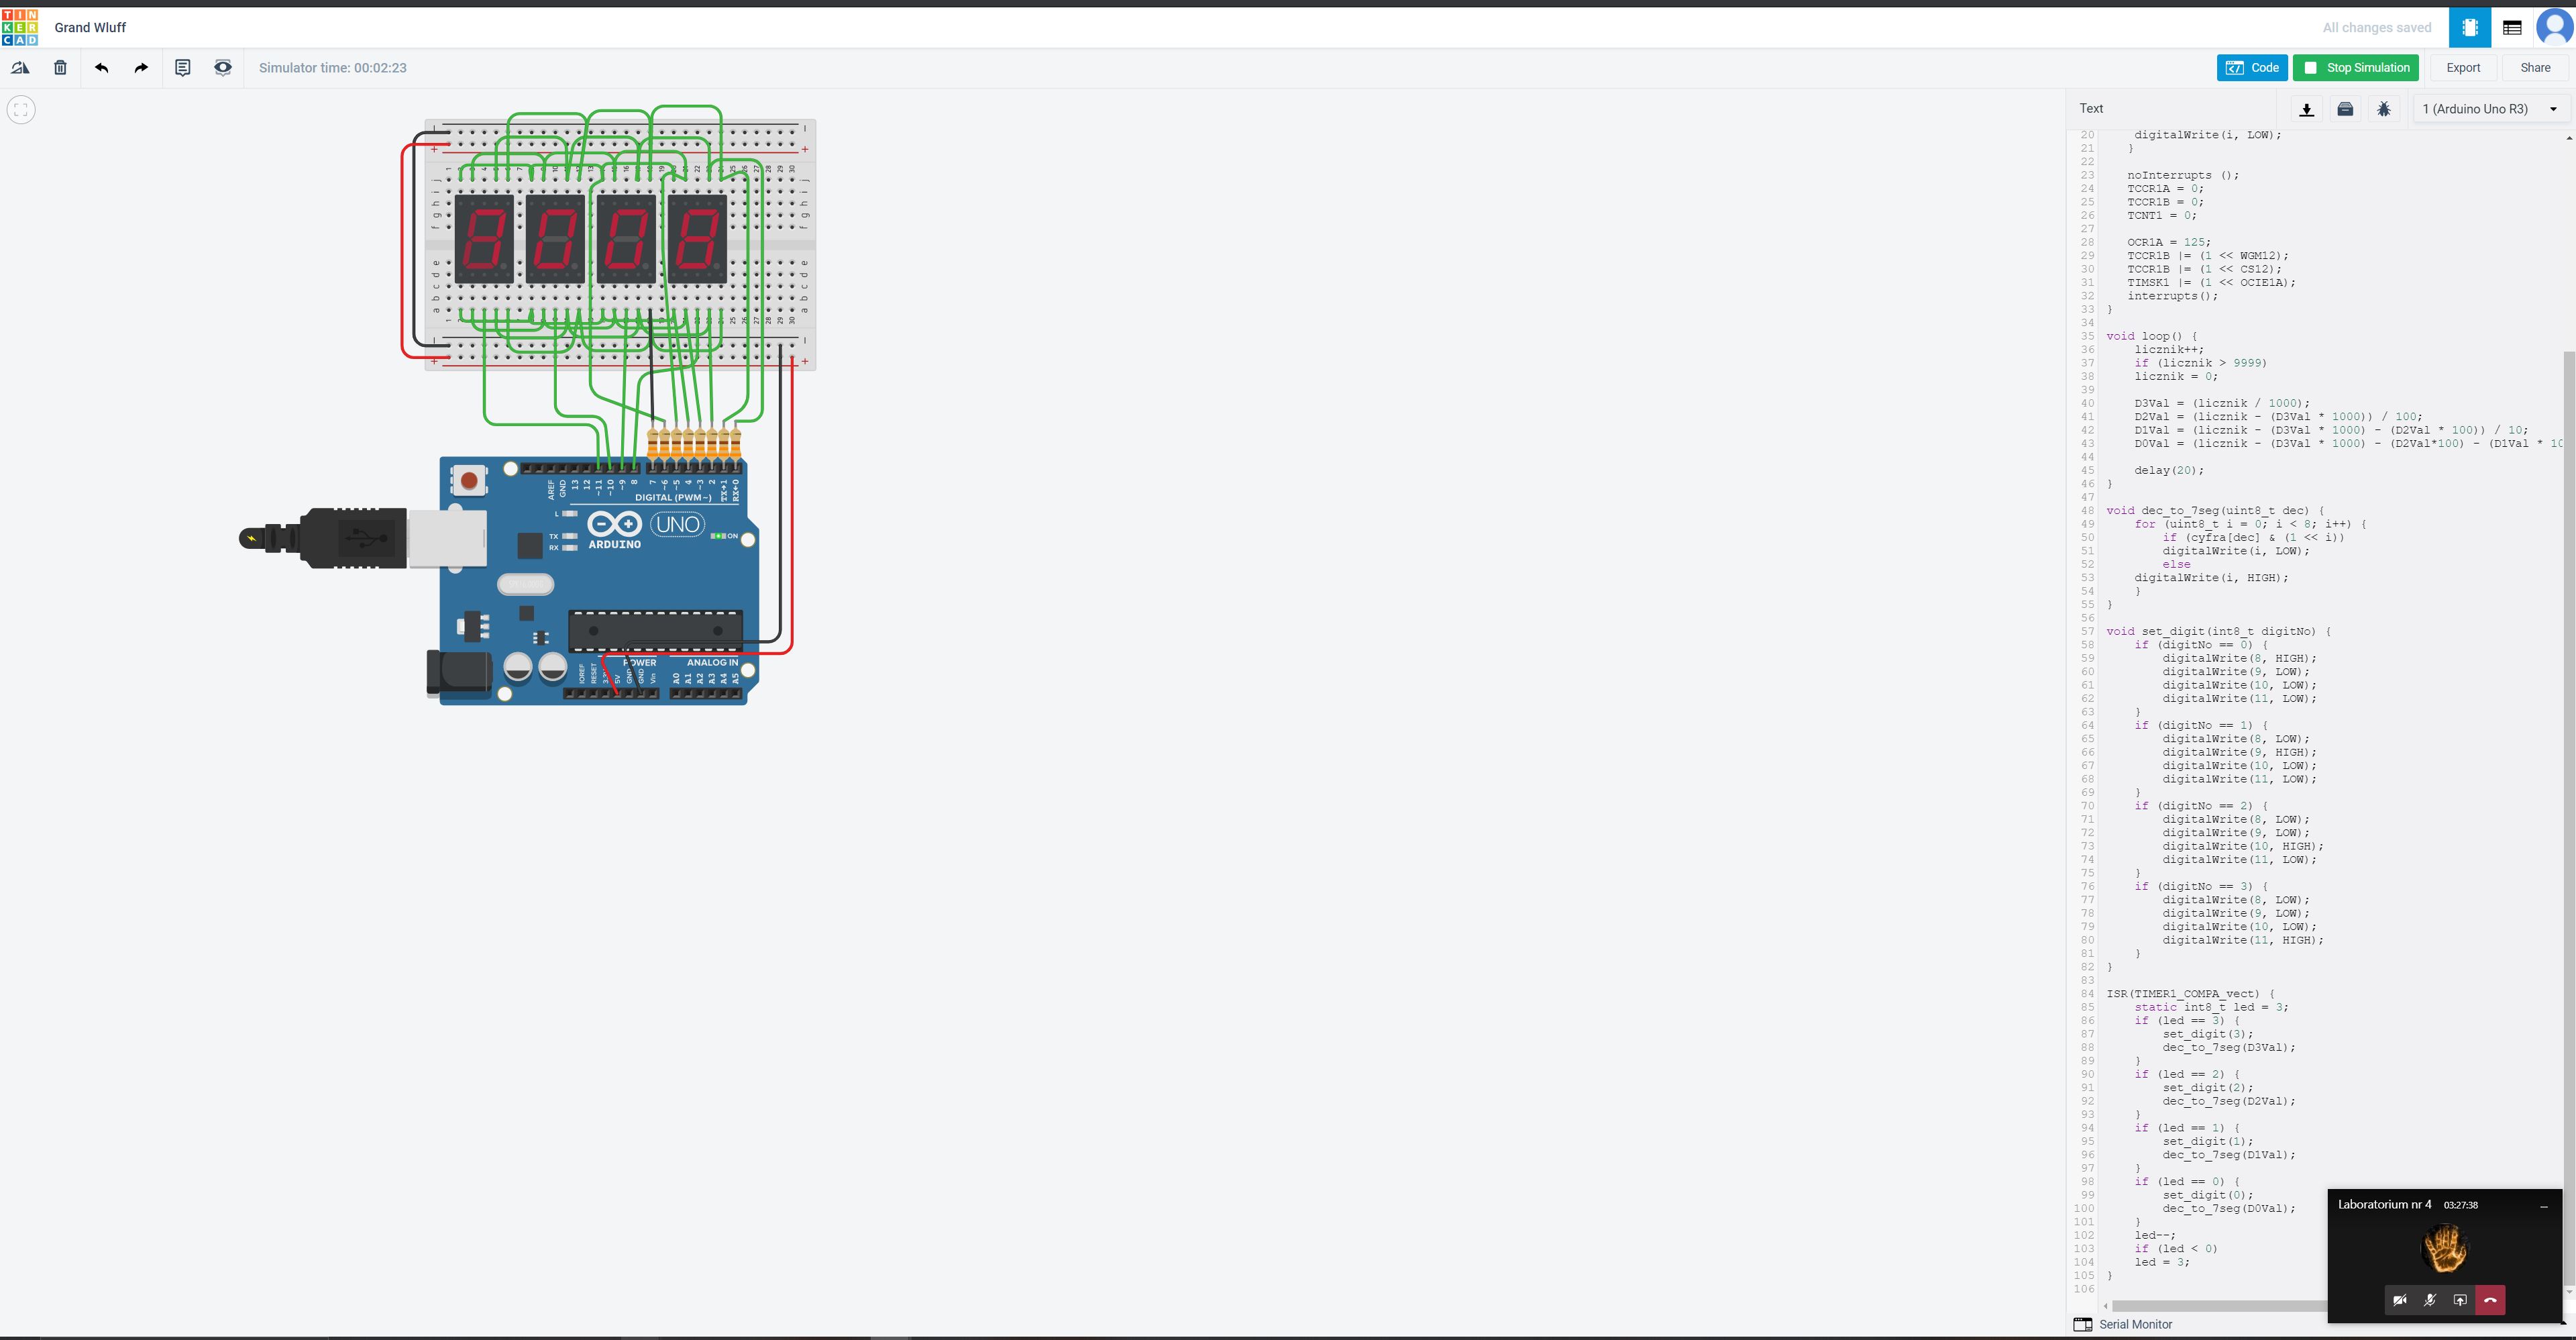 TIN
KER
CAD
Grand Wluff
All changes saved
Simulator time: 00:02:23
Code
Stop Simulation
Export
Share
Text
1 (Arduino Uno R3)
20 digitalWrite(i, LOW);
21 }
22
23 noInterrupts ();
24 TCCR1A = 0;
25 TCCR1B = 0;
26 TCNT1 = 0;
27
28 OCR1A = 125;
29 TCCR1B |= (1 << WGM12);
30 TCCR1B |= (1 << CS12);
31 TIMSK1 |= (1 << OCIE1A);
32 interrupts();
33 }
34
35 void loop() {
36 licznik++;
37 if (licznik > 9999)
38 licznik = 0;
39
40 D3Val = (licznik / 1000);
41 D2Val = (licznik - (D3Val * 1000)) / 100;
42 D1Val = (licznik - (D3Val * 1000) - (D2Val * 100)) / 10;
43 D0Val = (licznik - (D3Val * 1000) - (D2Val*100) - (D1Val * 10
44
45 delay(20);
46 }
47
48 void dec_to_7seg(uint8_t dec) {
49 for (uint8_t i = 0; i < 8; i++) {
50 if (cyfra[dec] & (1 << i))
51 digitalWrite(i, LOW);
52 else
53 digitalWrite(i, HIGH);
54 }
55 }
56
57 void set_digit(int8_t digitNo) {
58 if (digitNo == 0) {
59 digitalWrite(8, HIGH);
60 digitalWrite(9, LOW);
61 digitalWrite(10, LOW);
62 digitalWrite(11, LOW);
63 }
64 if (digitNo == 1) {
65 digitalWrite(8, LOW);
66 digitalWrite(9, HIGH);
67 digitalWrite(10, LOW);
68 digitalWrite(11, LOW);
69 }
70 if (digitNo == 2) {
71 digitalWrite(8, LOW);
72 digitalWrite(9, LOW);
73 digitalWrite(10, HIGH);
74 digitalWrite(11, LOW);
75 }
76 if (digitNo == 3) {
77 digitalWrite(8, LOW);
78 digitalWrite(9, LOW);
79 digitalWrite(10, LOW);
80 digitalWrite(11, HIGH);
81 }
82 }
83
84 ISR(TIMER1_COMPA_vect) {
85 static int8_t led = 3;
86 if (led == 3) {
87 set_digit(3);
88 dec_to_7seg(D3Val);
89 }
90 if (led == 2) {
91 set_digit(2);
92 dec_to_7seg(D2Val);
93 }
94 if (led == 1) {
95 set_digit(1);
96 dec_to_7seg(D1Val);
97 }
98 if (led == 0) {
99 set_digit(0);
100 dec_to_7seg(D0Val);
101 }
102 led--;
103 if (led < 0)
104 led = 3;
105 }
106
Serial Monitor
Laboratorium nr 4 03:27:38
j i h g f
e d c b a
AREF GND 13 12 ~11 ~10 ~9 8 7 ~6 ~5 4 ~3 2 TX→1 RX←0
DIGITAL (PWM~)
L
TX
RX
ARDUINO
UNO
ON
POWER
ANALOG IN
IOREF RESET 5V GND GND Vin A0 A1 A2 A3 A4 A5